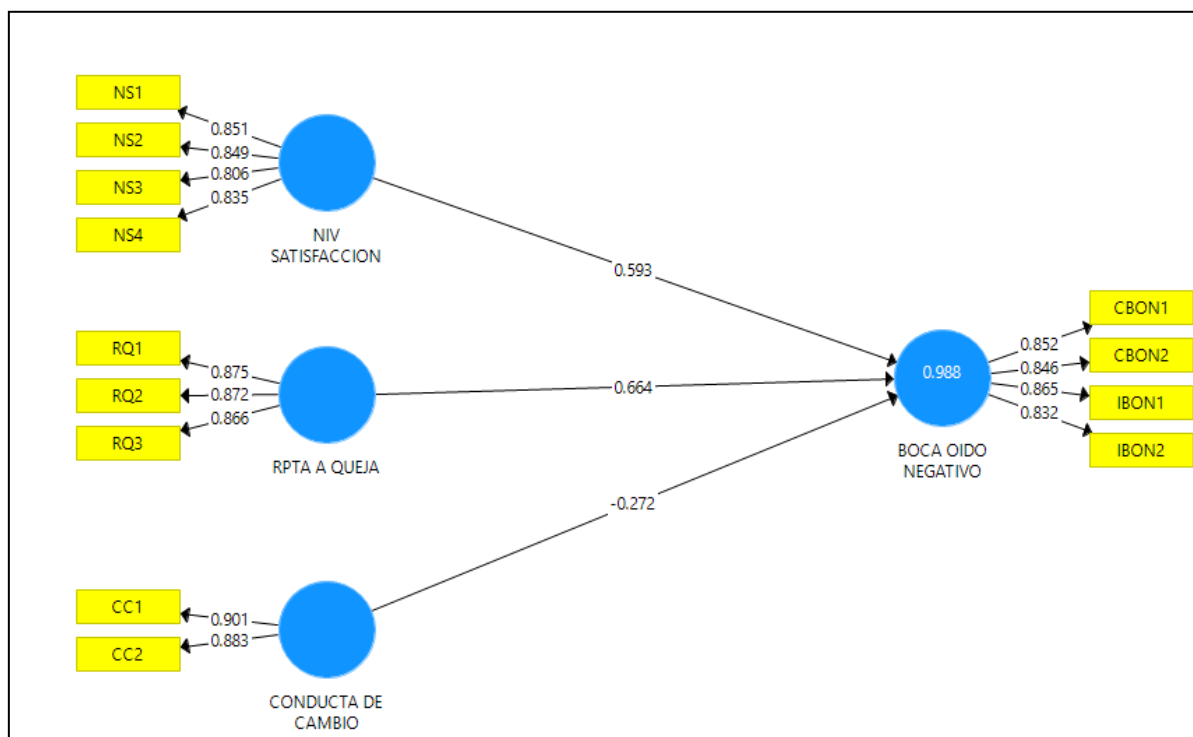 NS1
0.851
NS2
0.849
NS3
0.806
NS4
0.835
NIV
SATISFACCION
0.593
RQ1
0.875
RQ2
0.872
RQ3
0.866
RPTA A QUEJA
0.664
CC1
0.901
CC2
0.883
CONDUCTA DE
CAMBIO
-0.272
0.988
BOCA OIDO
NEGATIVO
CBON1
0.852
CBON2
0.846
IBON1
0.865
IBON2
0.832